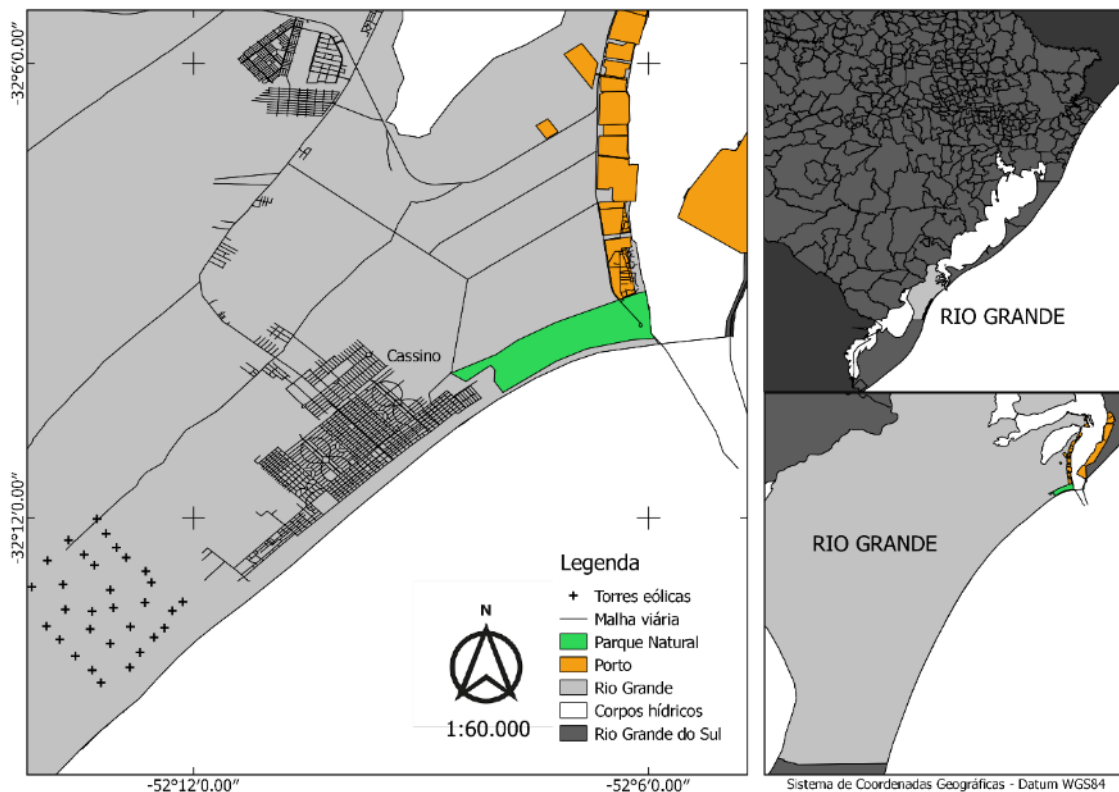 -32°6′0.00″
-32°12′0.00″
-52°12′0.00″
-52°6′0.00″
Cassino
Legenda
Torres eólicas
Malha viária
Parque Natural
Porto
Rio Grande
Corpos hídricos
Rio Grande do Sul
N
1:60.000
RIO GRANDE
RIO GRANDE
Sistema de Coordenadas Geográficas - Datum WGS84